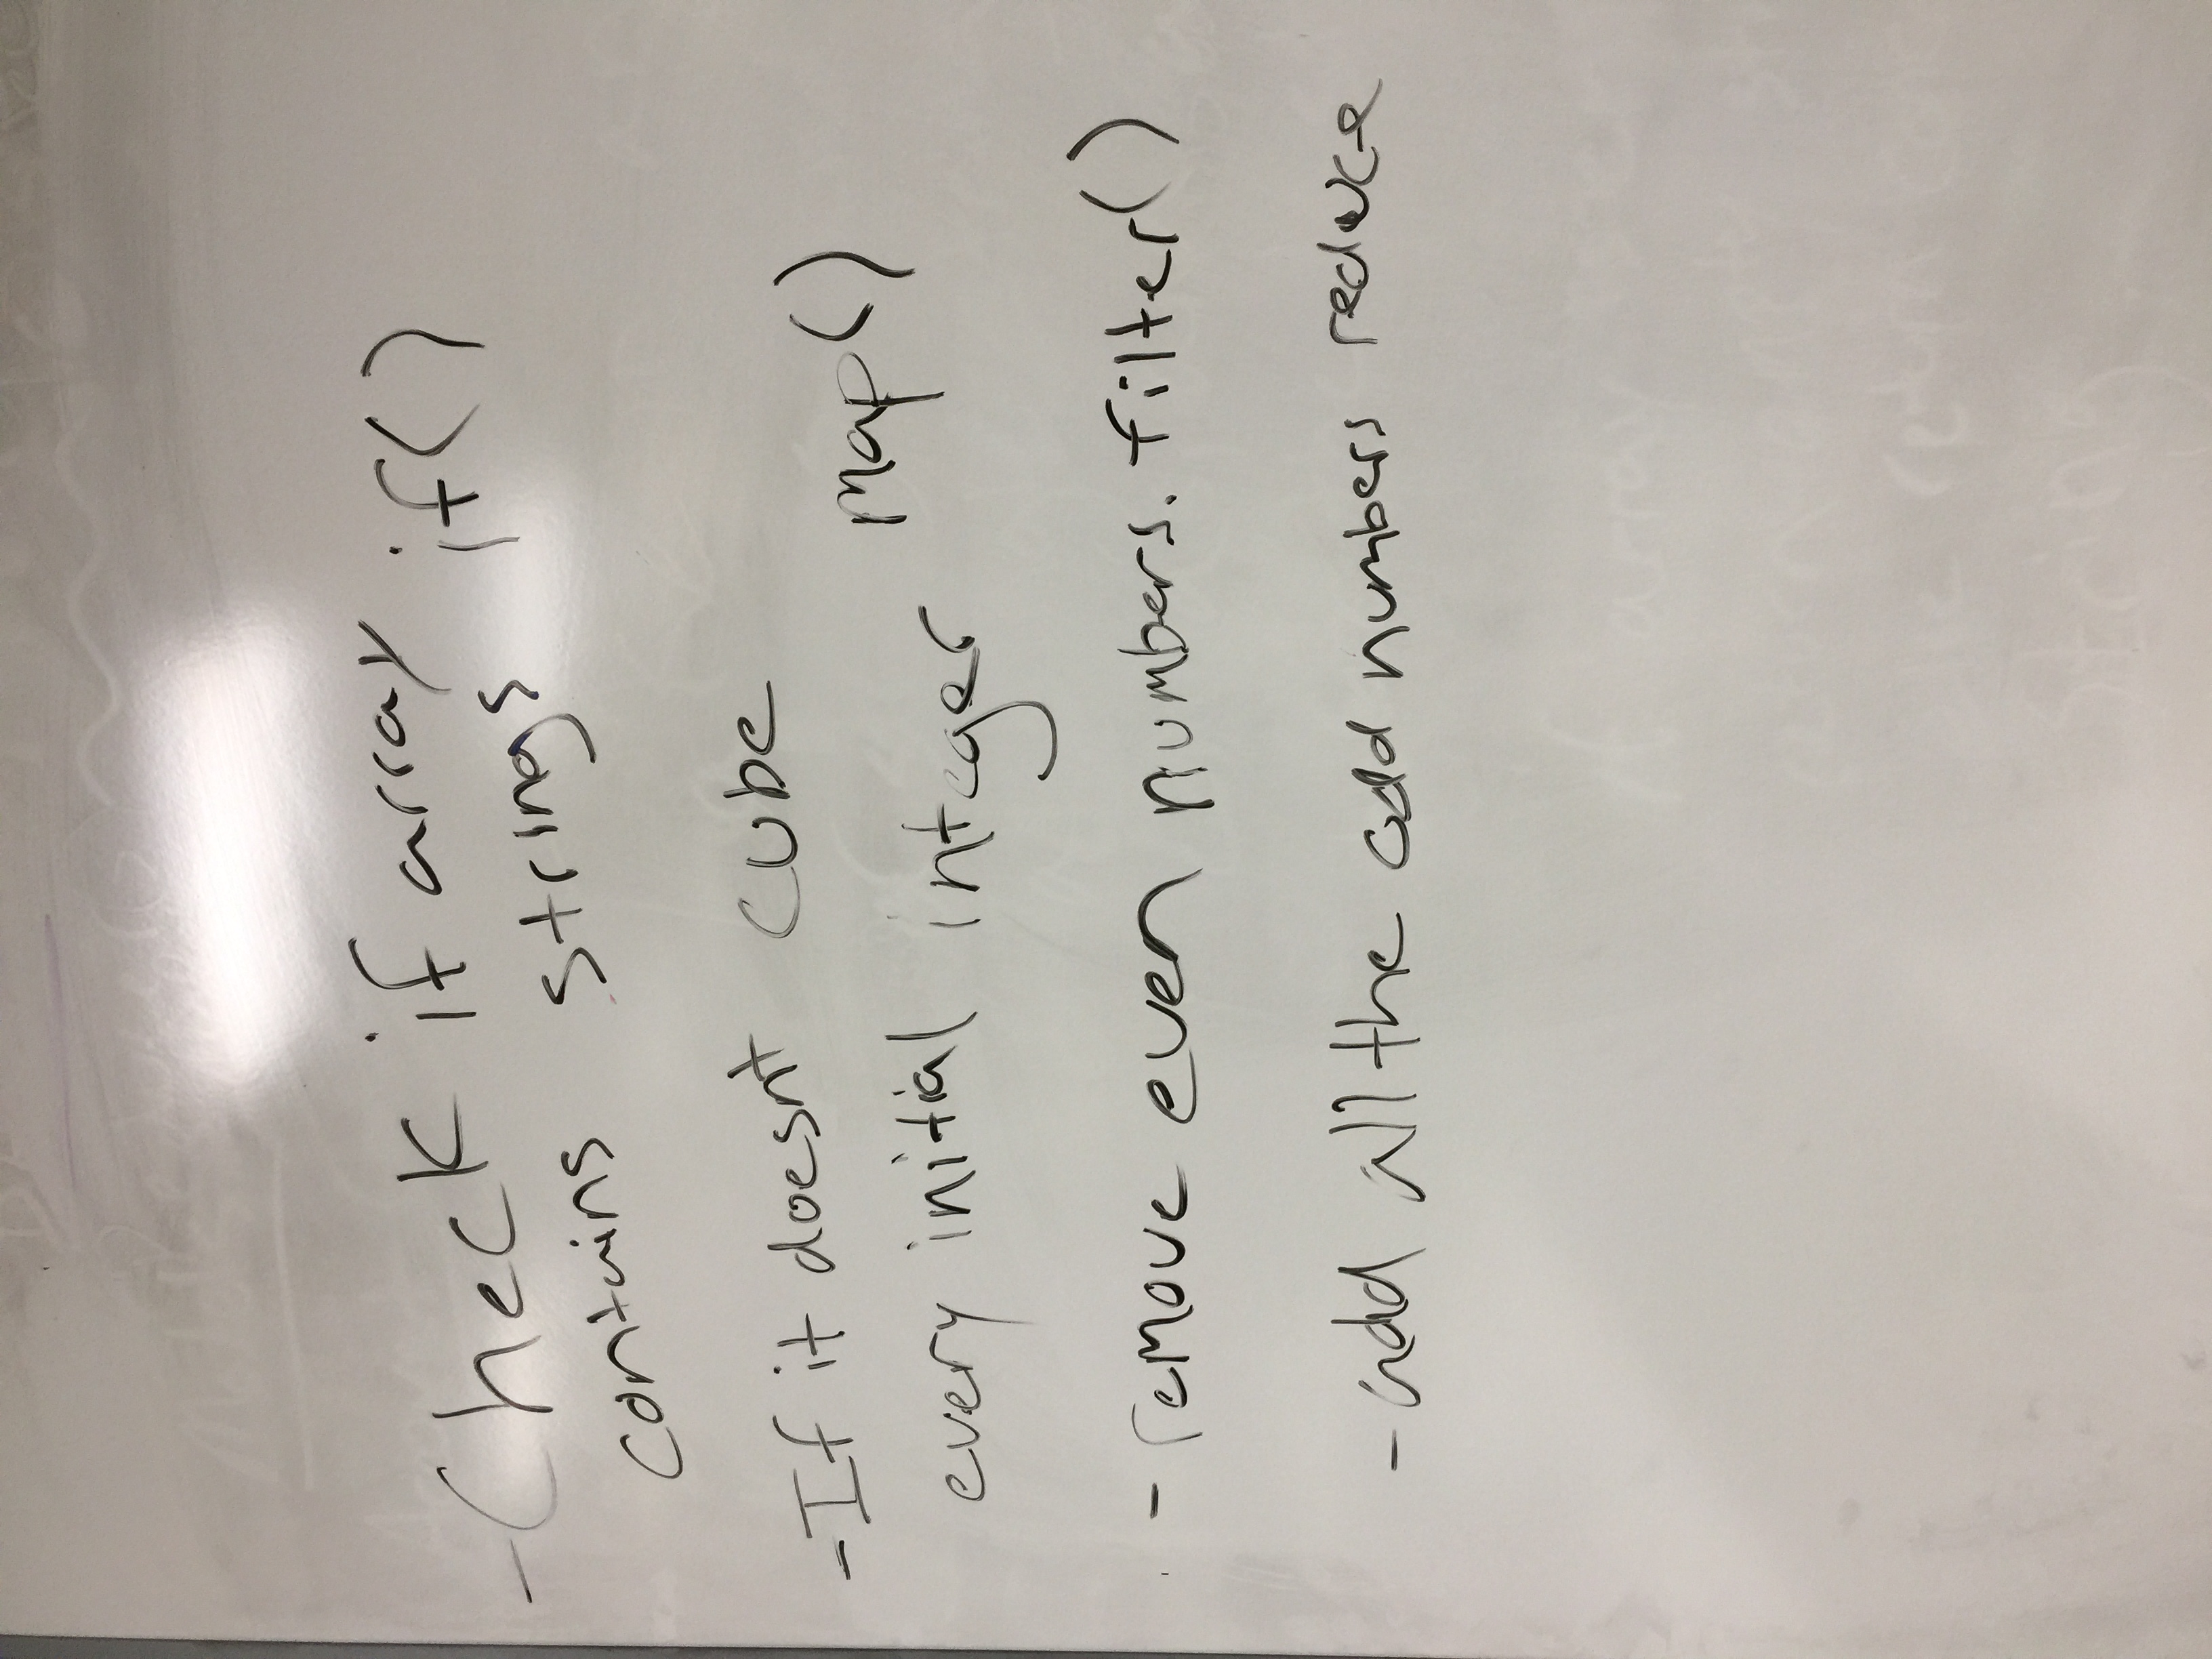 - Check if array if()
contains strings
- If it doesnt cube
every initial integer map()
- remove even numbers. filter()
- add all the odd numbers reduce